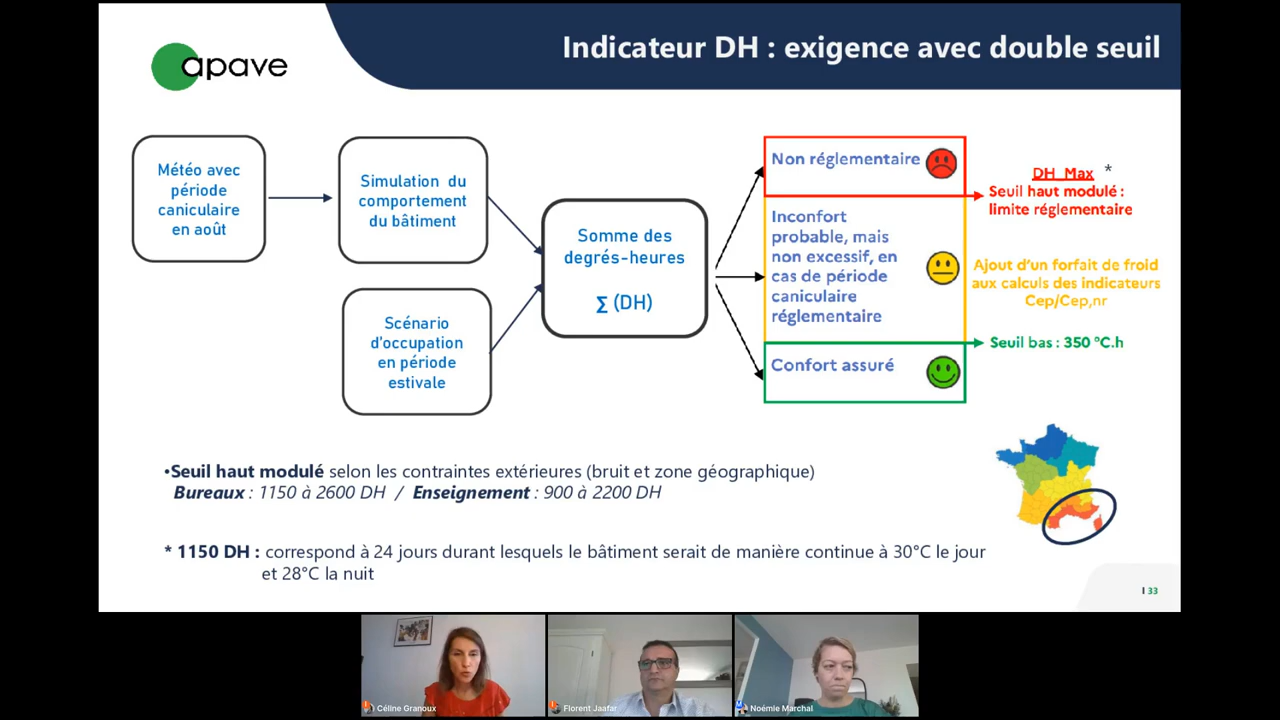 apave
Indicateur DH : exigence avec double seuil
Météo avec
période
caniculaire
en août
Simulation du
comportement
du bâtiment
Scénario
d'occupation
en période
estivale
Somme des
degrés-heures
Σ (DH)
Non réglementaire
Inconfort
probable, mais
non excessif, en
cas de période
caniculaire
réglementaire
Confort assuré
DH_Max *
Seuil haut modulé :
limite réglementaire
Ajout d'un forfait de froid
aux calculs des indicateurs
Cep/Cep,nr
Seuil bas : 350 °C.h
•Seuil haut modulé selon les contraintes extérieures (bruit et zone géographique)
Bureaux : 1150 à 2600 DH / Enseignement : 900 à 2200 DH
* 1150 DH : correspond à 24 jours durant lesquels le bâtiment serait de manière continue à 30°C le jour
et 28°C la nuit
I 33
Céline Granoux
Florent Jaafar
Noémie Marchal